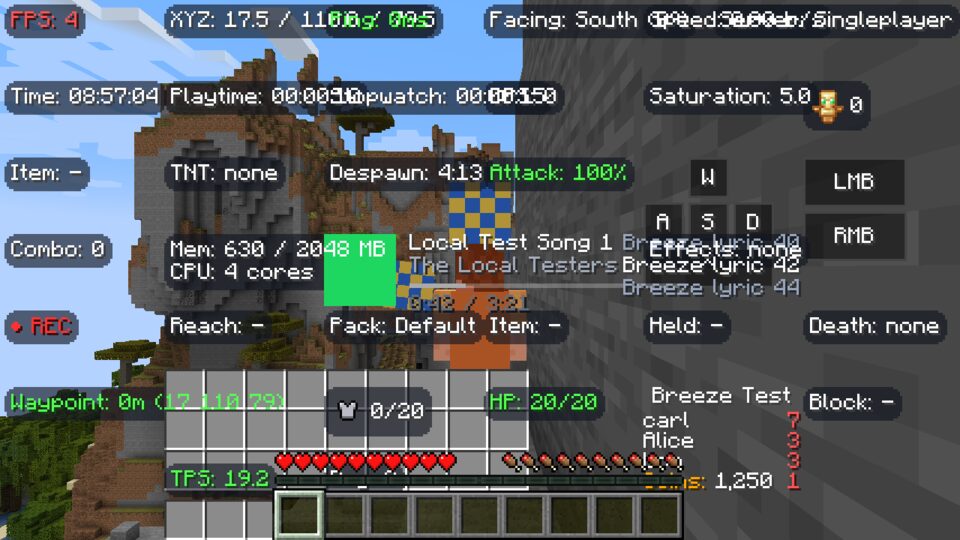 FPS: 4
XYZ: 17.5 /
Ping: 0ms
Facing: South
Singleplayer
Time: 08:57:04
Playtime:
Stopwatch:
Saturation: 5.0
0
Item: -
TNT: none
Despawn: 4:13
Attack: 100%
W
LMB
A S D
RMB
Combo: 0
Mem: 630 / 2048 MB
CPU: 4 cores
Local Test Song 1
The Local Testers
0:42 / 3:21
Breeze lyric 40
Effects: none
Breeze lyric 42
Breeze lyric 44
REC
Reach: -
Pack: Default
Item: -
Held: -
Death: none
Waypoint: 0m (17 110 79)
0/20
HP: 20/20
Breeze Test
carl 7
Alice 3
3
1,250 1
Block: -
TPS: 19.2